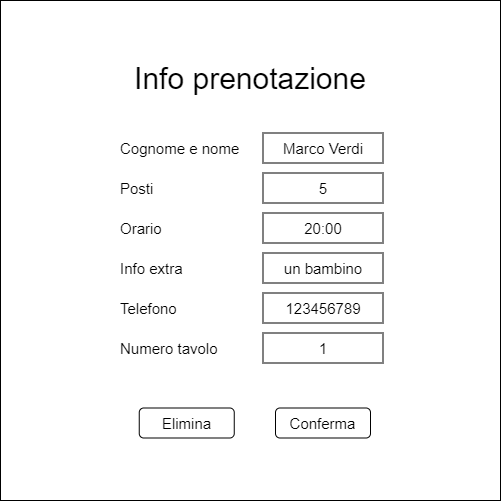 Info prenotazione
Cognome e nome Marco Verdi
Posti 5
Orario 20:00
Info extra un bambino
Telefono 123456789
Numero tavolo 1
Elimina Conferma